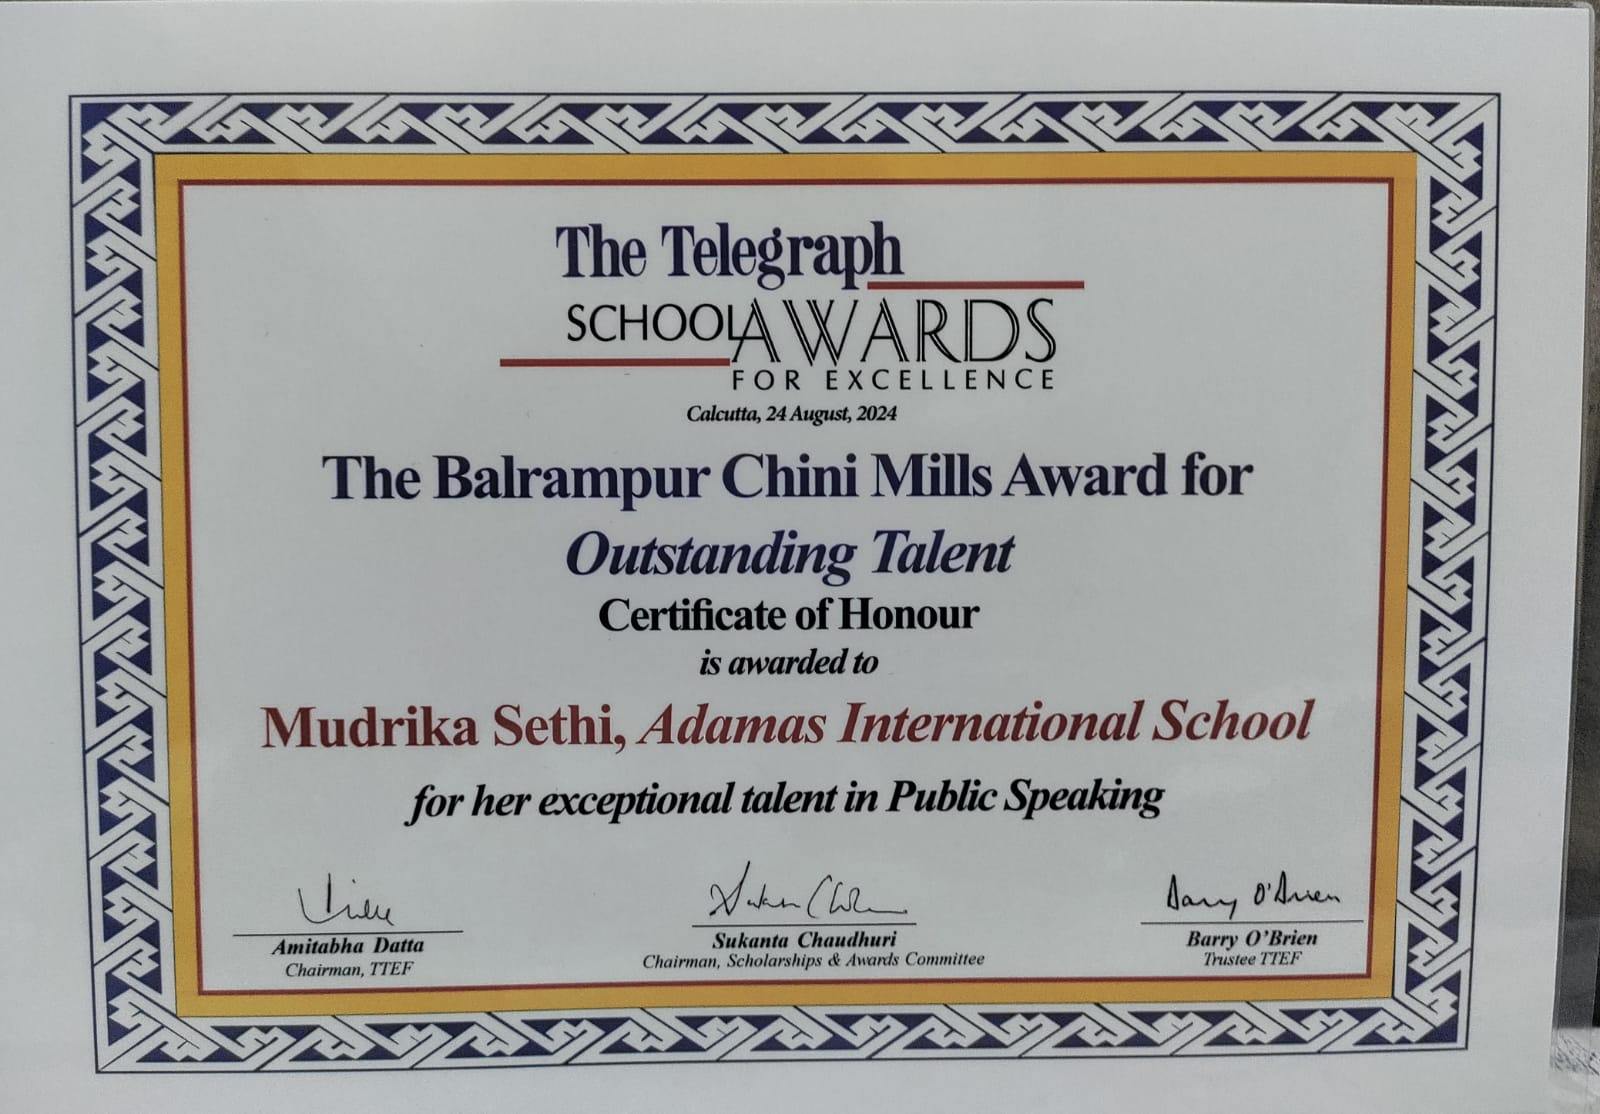 The Telegraph
SCHOOL AWARDS
FOR EXCELLENCE
Calcutta, 24 August, 2024
The Balrampur Chini Mills Award for
Outstanding Talent
Certificate of Honour
is awarded to
Mudrika Sethi, Adamas International School
for her exceptional talent in Public Speaking
Barry O'Brien
Amitabha Datta
Chairman, TTEF
Sukanta Chaudhuri
Chairman, Scholarships & Awards Committee
Barry O'Brien
Trustee TTEF